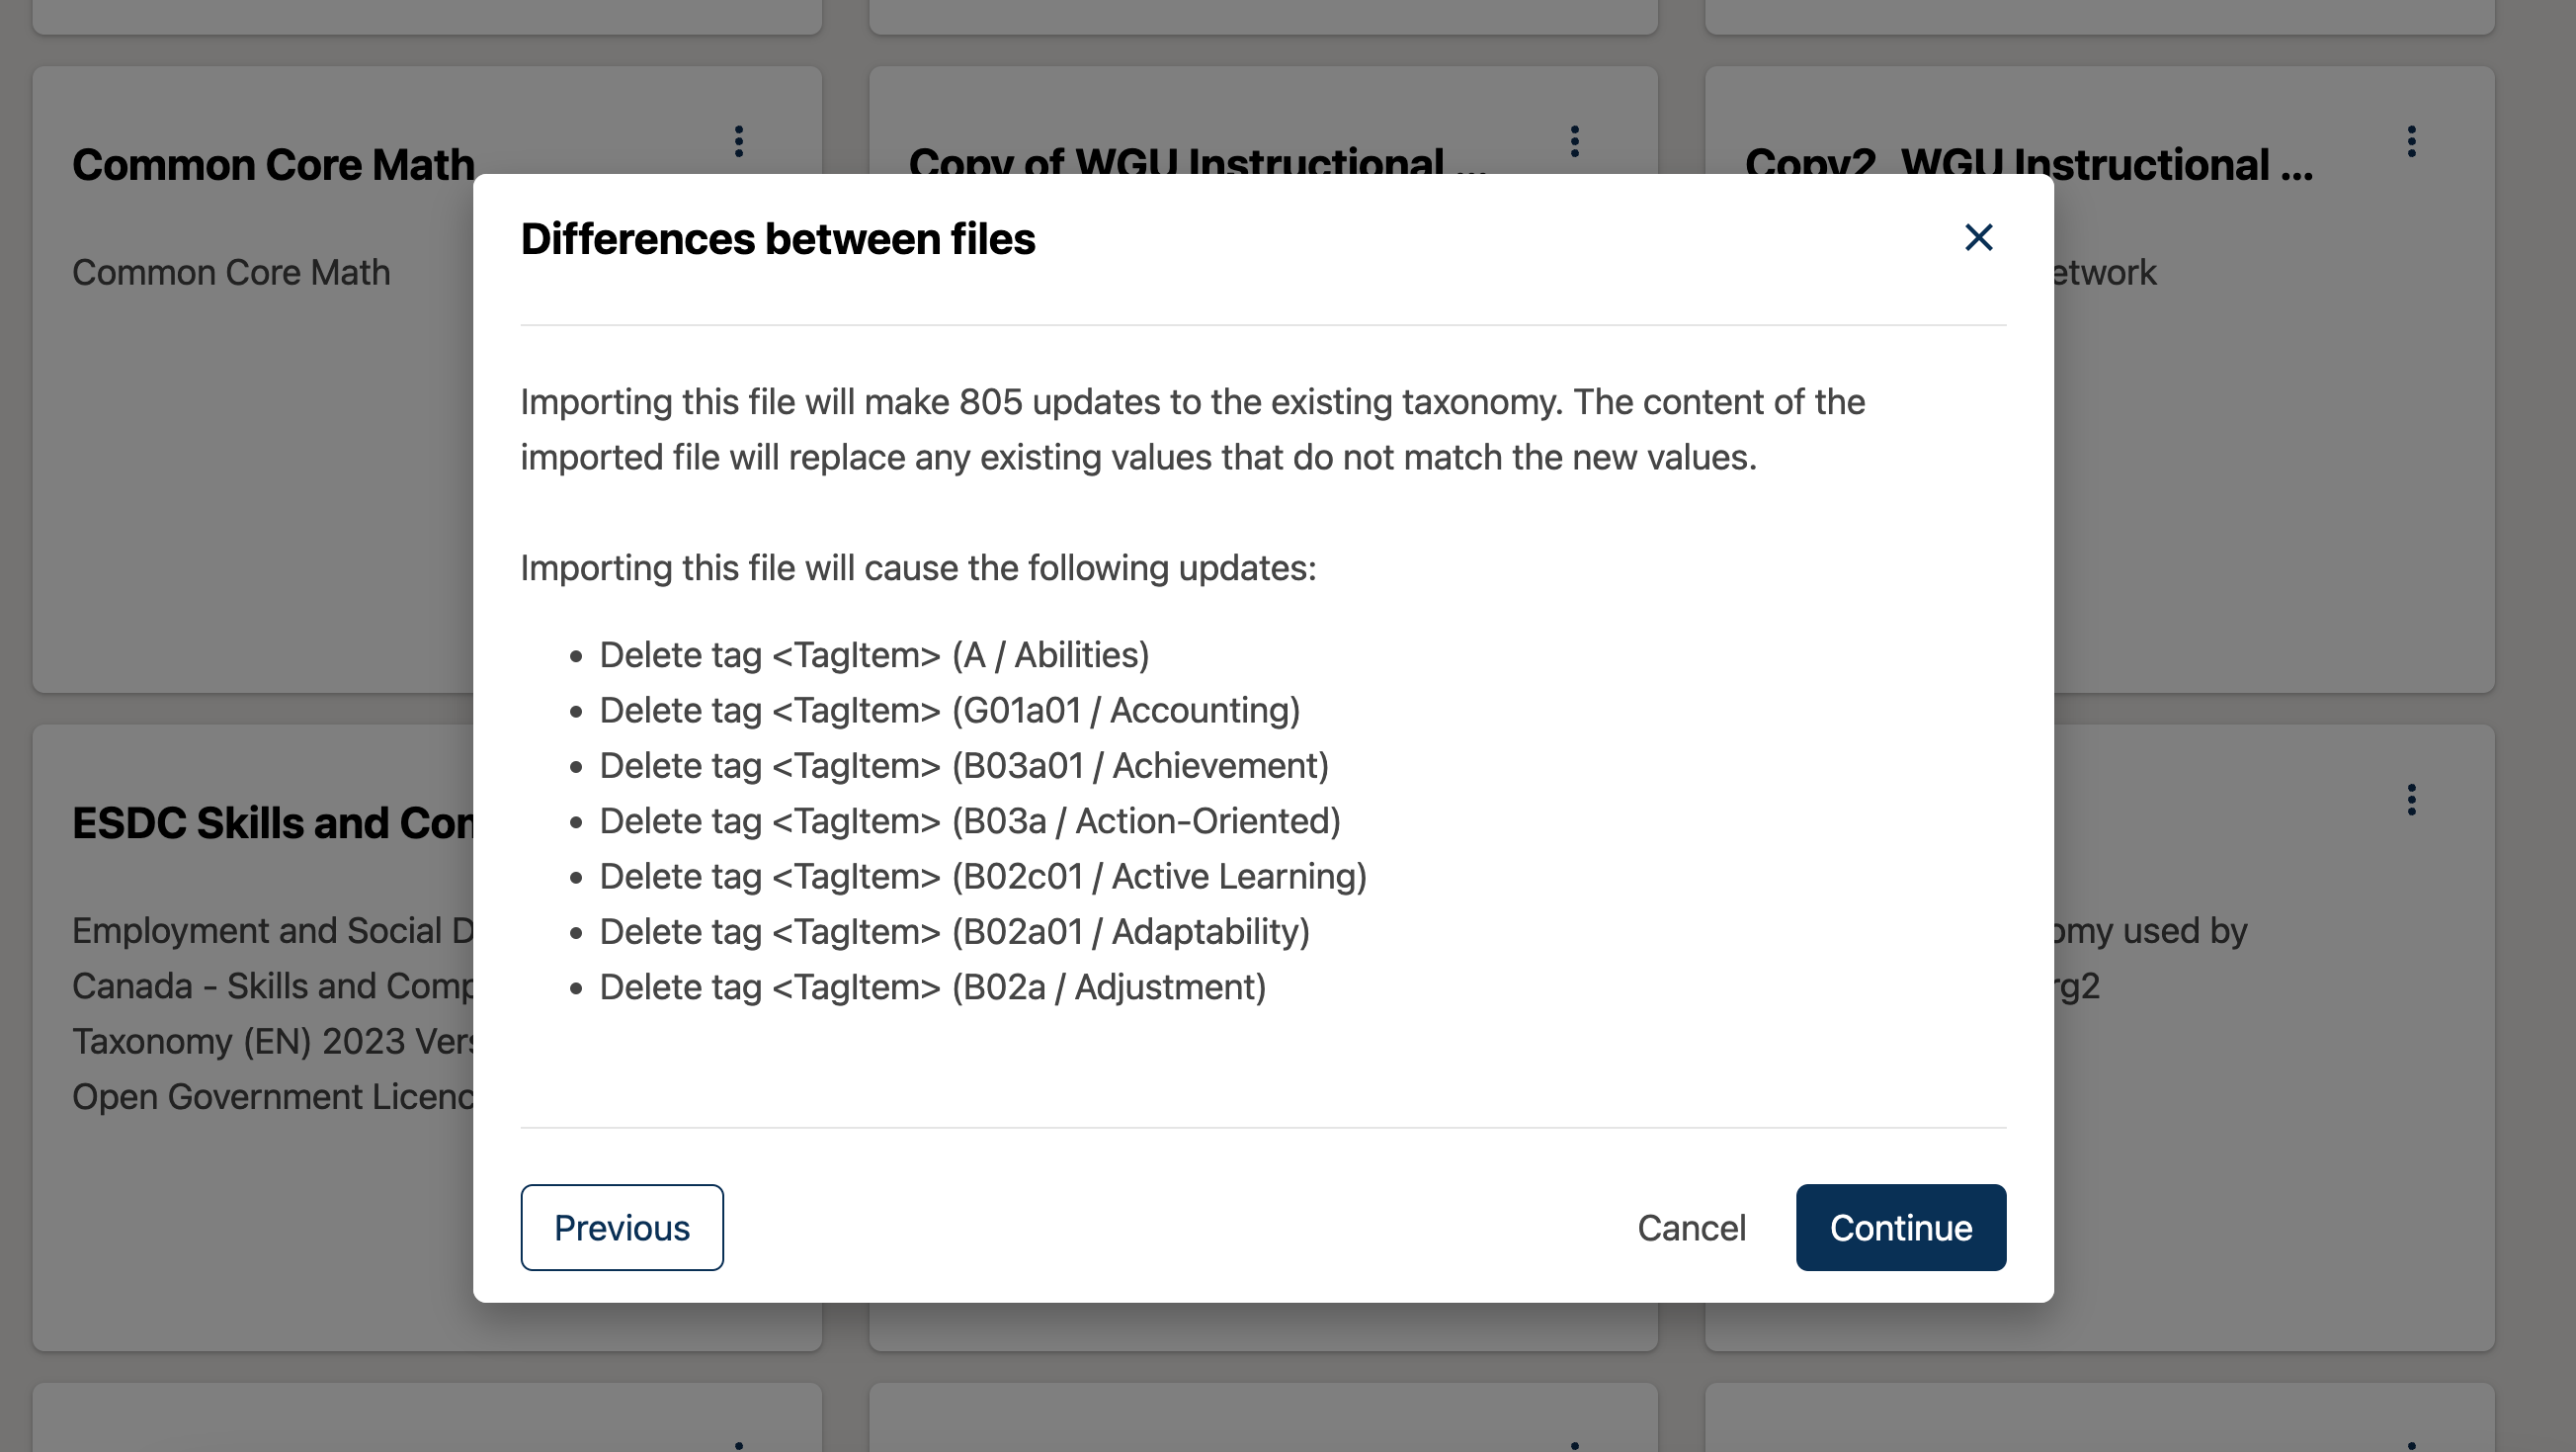 Common Core Math
Copy of WGU Instructional ...
Copy2_WGU Instructional ...
Common Core Math
etwork
Differences between files
Importing this file will make 805 updates to the existing taxonomy. The content of the
imported file will replace any existing values that do not match the new values.
Importing this file will cause the following updates:
• Delete tag <TagItem> (A / Abilities)
• Delete tag <TagItem> (G01a01 / Accounting)
• Delete tag <TagItem> (B03a01 / Achievement)
• Delete tag <TagItem> (B03a / Action-Oriented)
• Delete tag <TagItem> (B02c01 / Active Learning)
• Delete tag <TagItem> (B02a01 / Adaptability)
• Delete tag <TagItem> (B02a / Adjustment)
Previous
Cancel
Continue
ESDC Skills and Con
Employment and Social D
Canada - Skills and Comp
Taxonomy (EN) 2023 Vers
Open Government Licenc
omy used by
rg2